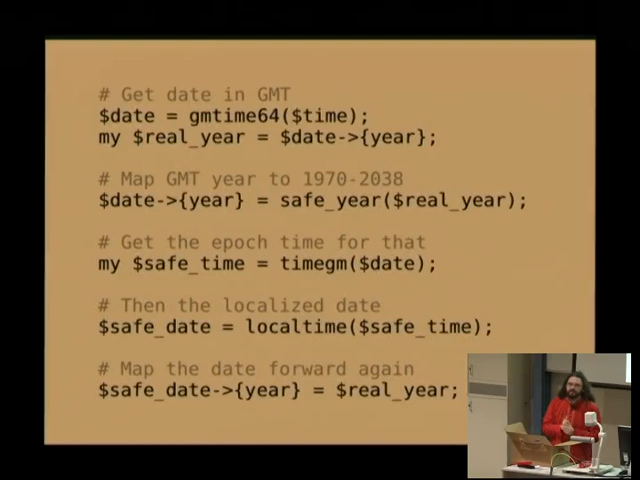 # Get date in GMT
$date = gmtime64($time);
my $real_year = $date->{year};
# Map GMT year to 1970-2038
$date->{year} = safe_year($real_year);
# Get the epoch time for that
my $safe_time = timegm($date);
# Then the localized date
$safe_date = localtime($safe_time);
# Map the date forward again
$safe_date->{year} = $real_year;